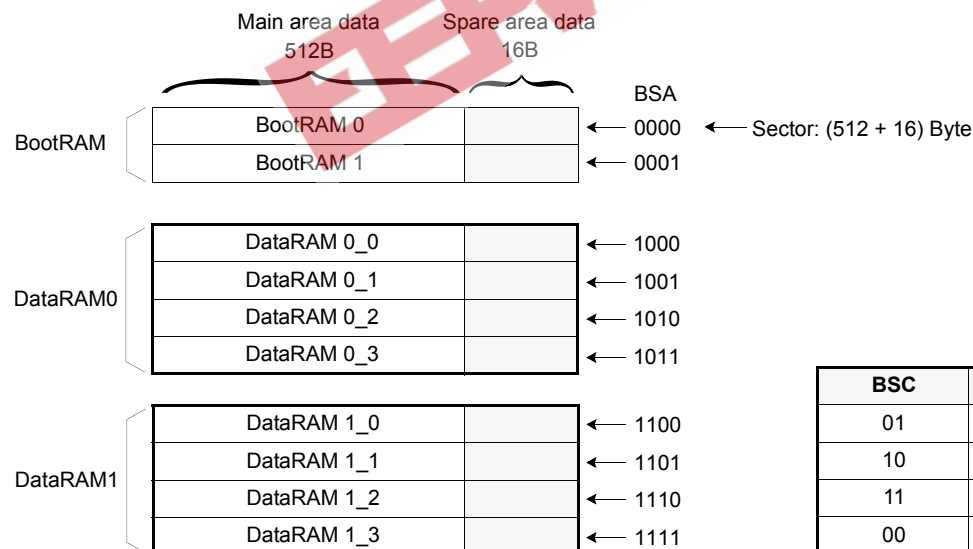 Main area data Spare area data
512B 16B
BSA
BootRAM
BootRAM 0 0000 Sector: (512 + 16) Byte
BootRAM 1 0001
DataRAM0
DataRAM 0_0 1000
DataRAM 0_1 1001
DataRAM 0_2 1010
DataRAM 0_3 1011
DataRAM1
DataRAM 1_0 1100
DataRAM 1_1 1101
DataRAM 1_2 1110
DataRAM 1_3 1111
BSC
01
10
11
00